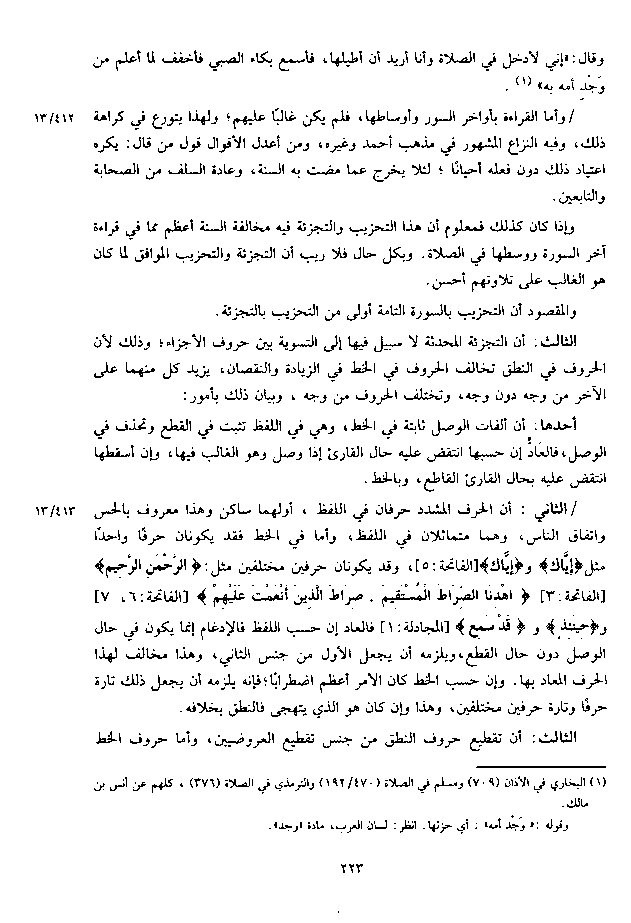 وقال: «إني لأدخل في الصلاة وأنا أريد أن أطيلها، فأسمع بكاء الصبي فأخفف لما أعلم من
وَجْدِ أمه به» (١) .
١٣/٤١٢ / وأما القراءة بأواخر السور وأوساطها، فلم يكن غالبًا عليهم؛ ولهذا يتورع في كراهة
ذلك، وفيه النزاع المشهور في مذهب أحمد وغيره، ومن أعدل الأقوال قول من قال: يكره
اعتياد ذلك دون فعله أحيانًا ؛ لئلا يخرج عما مضت به السنة، وعادة السلف من الصحابة
والتابعين.
وإذا كان كذلك فمعلوم أن هذا التحزيب والتجزئة فيه مخالفة السنة أعظم مما في قراءة
آخر السورة ووسطها في الصلاة. وبكل حال فلا ريب أن التجزئة والتحزيب الموافق لما كان
هو الغالب على تلاوتهم أحسن.
والمقصود أن التحزيب بالسورة التامة أولى من التحزيب بالتجزئة.
الثالث: أن التجزئة المحدثة لا سبيل فيها إلى التسوية بين حروف الأجزاء؛ وذلك لأن
الحروف في النطق تخالف الحروف في الخط في الزيادة والنقصان، يزيد كل منهما على
الآخر من وجه دون وجه، وتختلف الحروف من وجه ، وبيان ذلك بأمور:
أحدها: أن ألفات الوصل ثابتة في الخط، وهي في اللفظ تثبت في القطع وتحذف في
الوصل، فالعَادُّ إن حسبها انتقض عليه حال القارئ إذا وصل وهو الغالب فيها، وإن أسقطها
انتقض عليه بحال القارئ القاطع، وبالخط.
١٣/٤١٣ / الثاني : أن الحرف المشدد حرفان في اللفظ ، أولهما ساكن وهذا معروف بالحس
واتفاق الناس، وهما متماثلان في اللفظ، وأما في الخط فقد يكونان حرفًا واحدًا
مثل ﴿إيَّاكَ﴾ و﴿إيَّاكَ﴾ [الفاتحة: ٥]، وقد يكونان حرفين مختلفين مثل: ﴿ الرَّحْمَنِ الرَّحِيمِ﴾
[الفاتحة: ٣] ﴿ اهْدِنَا الصِّرَاطَ الْمُسْتَقِيمَ . صِرَاطَ الَّذِينَ أَنْعَمْتَ عَلَيْهِمْ ﴾ [الفاتحة: ٦، ٧]
و﴿حِينَئِذٍ﴾ و ﴿ قَدْ سَمِعَ ﴾ [المجادلة: ١] فالعاد إن حسب اللفظ فالإدغام إنما يكون في حال
الوصل دون حال القطع، ويلزمه أن يجعل الأول من جنس الثاني، وهذا مخالف لهذا
الحرف المعاد بها. وإن حسب الخط كان الأمر أعظم اضطرابًا؛ فإنه يلزمه أن يجعل ذلك تارة
حرفًا وتارة حرفين مختلفين، وهذا وإن كان هو الذي يتهجى فالنطق بخلافه.
الثالث: أن تقطيع حروف النطق من جنس تقطيع العروضيين، وأما حروف الخط
(١) البخاري في الأذان (٧٠٩) ومسلم في الصلاة (١٩٢/٤٧٠) والترمذي في الصلاة (٣٧٦) ، كلهم عن أنس بن
مالك.
وقوله :« وَجْدِ أمه» : أي حزنها. انظر: لسان العرب، مادة «وجد».
٢٢٣